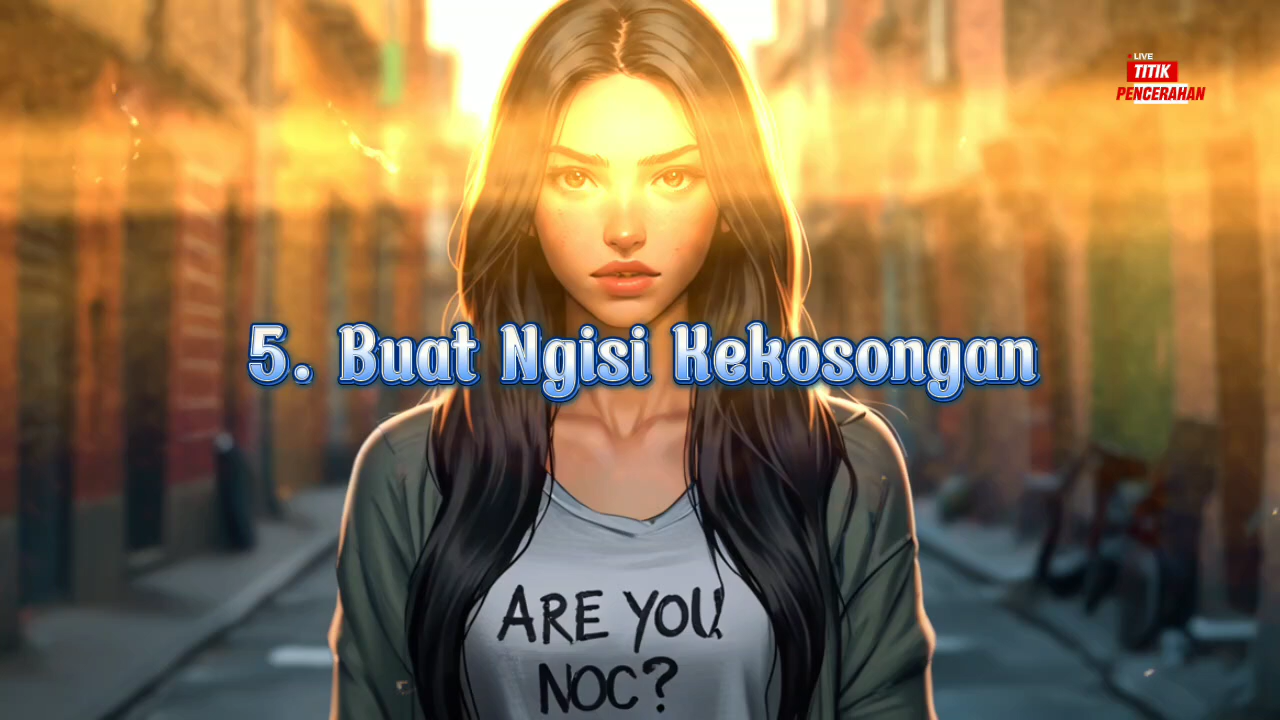 LIVE
TITIK
PENCERAHAN
5. Buat Ngisi Kekosongan
ARE YOU
NOC?